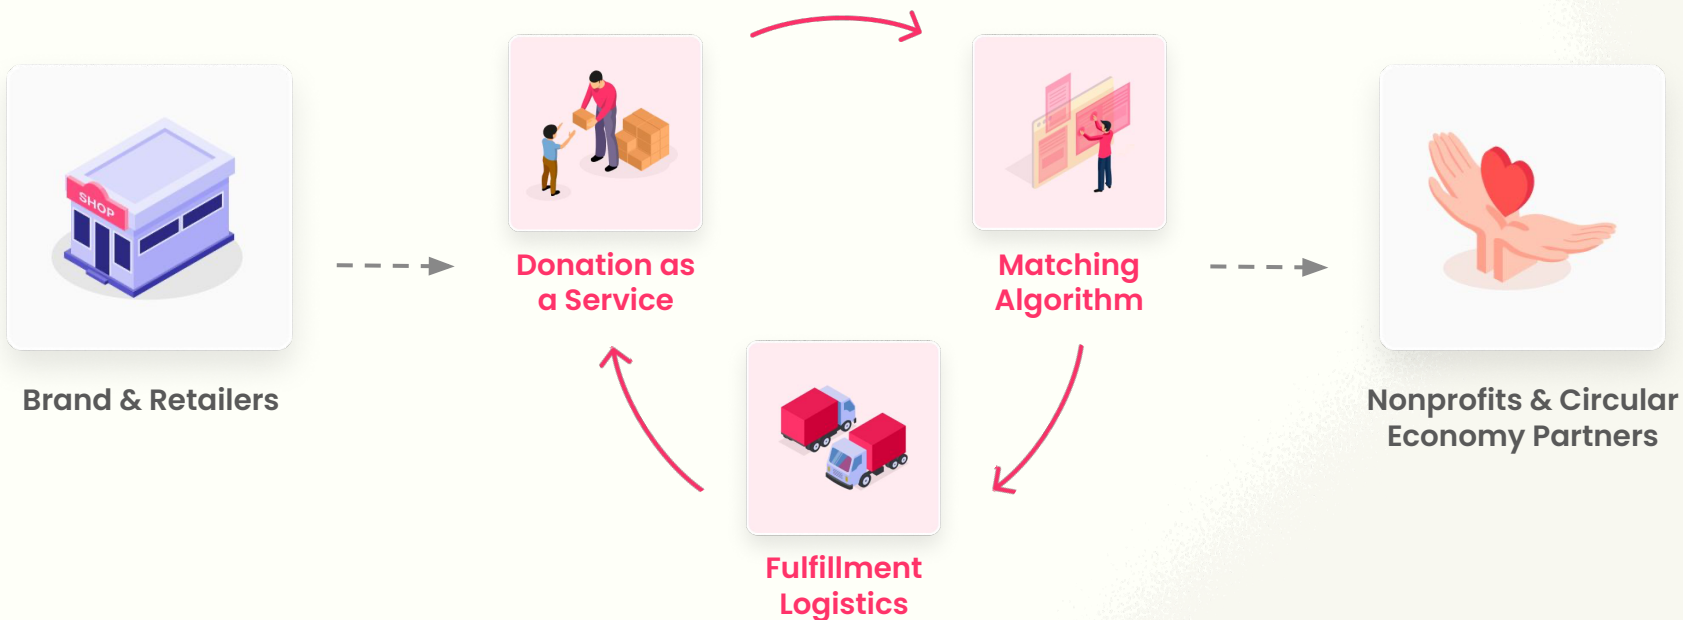 SHOP
Donation as
a Service
Matching
Algorithm
Brand & Retailers
Nonprofits & Circular
Economy Partners
Fulfillment
Logistics